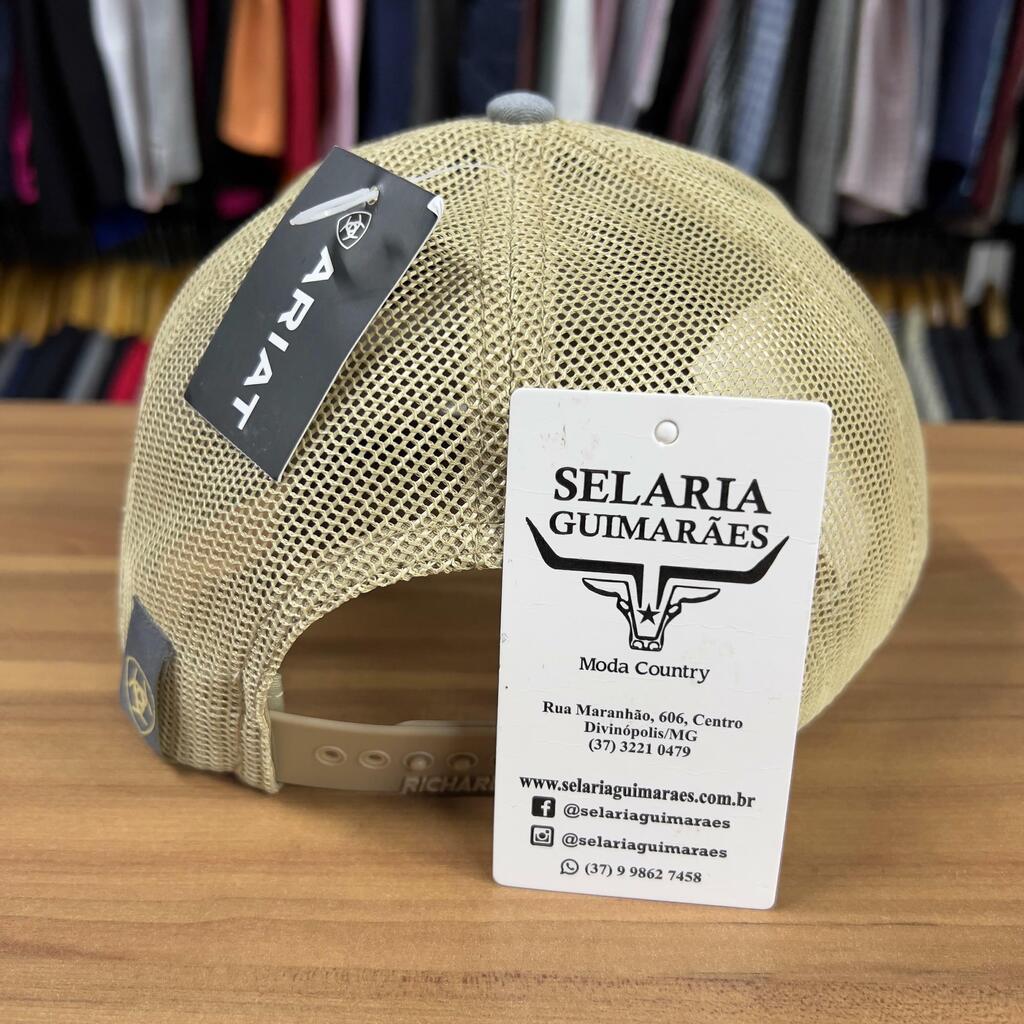 ARIAT
SELARIA
GUIMARÃES
Moda Country
Rua Maranhão, 606, Centro
Divinópolis/MG
(37) 3221 0479
www.selariaguimaraes.com.br
@selariaguimaraes
@selariaguimaraes
(37) 9 9862 7458